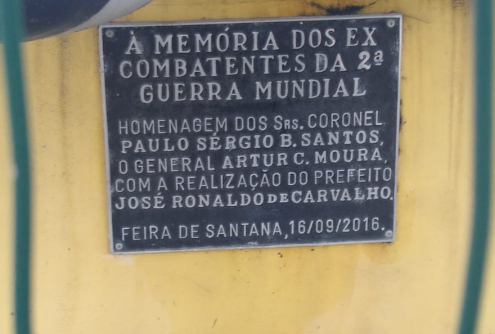 À MEMÓRIA DOS EX
COMBATENTES DA 2ª
GUERRA MUNDIAL
HOMENAGEM DOS SRS. CORONEL
PAULO SÉRGIO B. SANTOS,
O GENERAL ARTUR C. MOURA,
COM A REALIZAÇÃO DO PREFEITO
JOSÉ RONALDO DE CARVALHO.
FEIRA DE SANTANA, 16/09/2016.